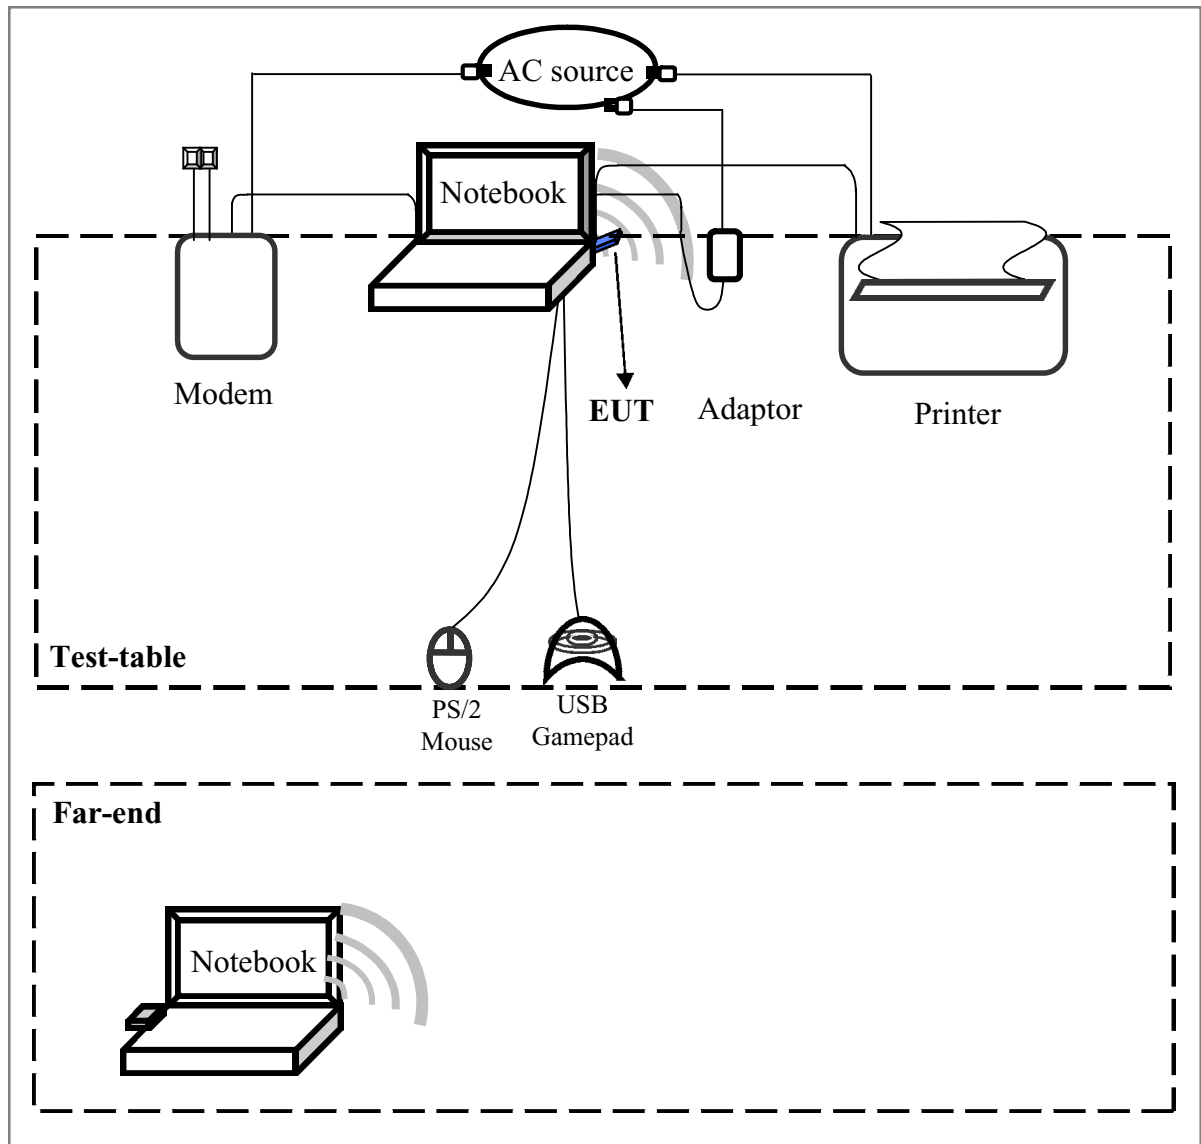 AC source
Notebook
Modem
EUT
Adaptor
Printer
Test-table
PS/2
Mouse
USB
Gamepad
Far-end
Notebook